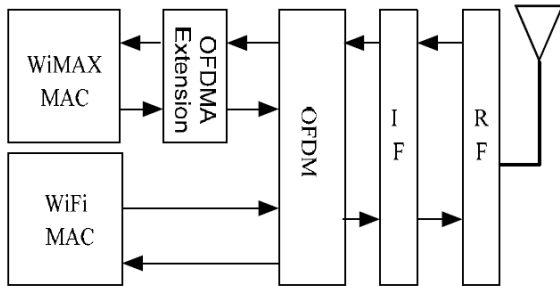 WiMAX
MAC
OFDMA
Extension
WiFi
MAC
OFDM
I
F
R
F